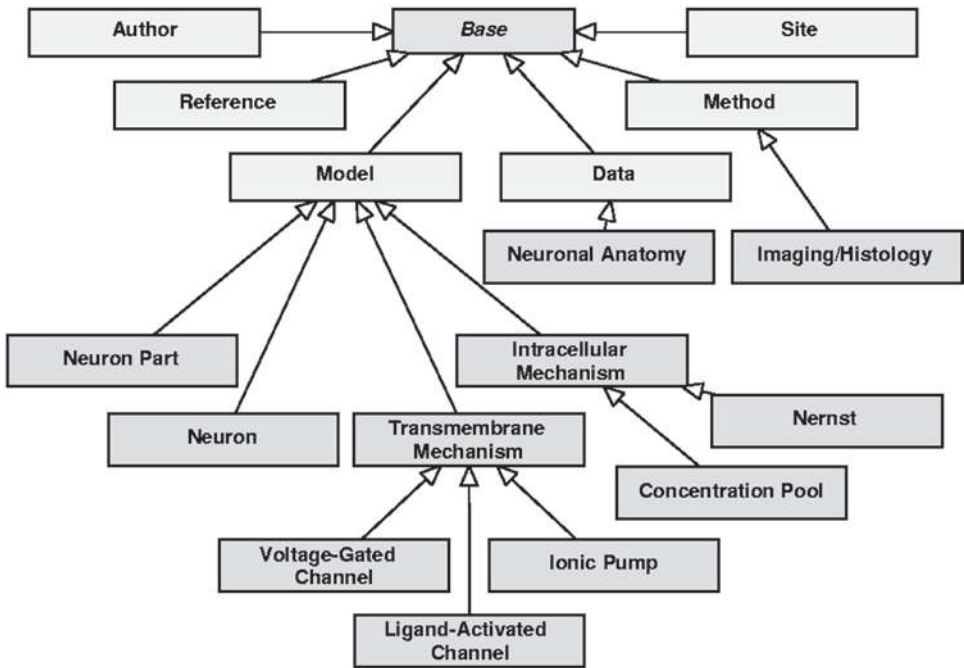 Author
Base
Site
Reference
Method
Model
Data
Neuronal Anatomy
Imaging/Histology
Neuron Part
Intracellular
Mechanism
Neuron
Transmembrane
Mechanism
Nernst
Concentration Pool
Voltage-Gated
Channel
Ionic Pump
Ligand-Activated
Channel